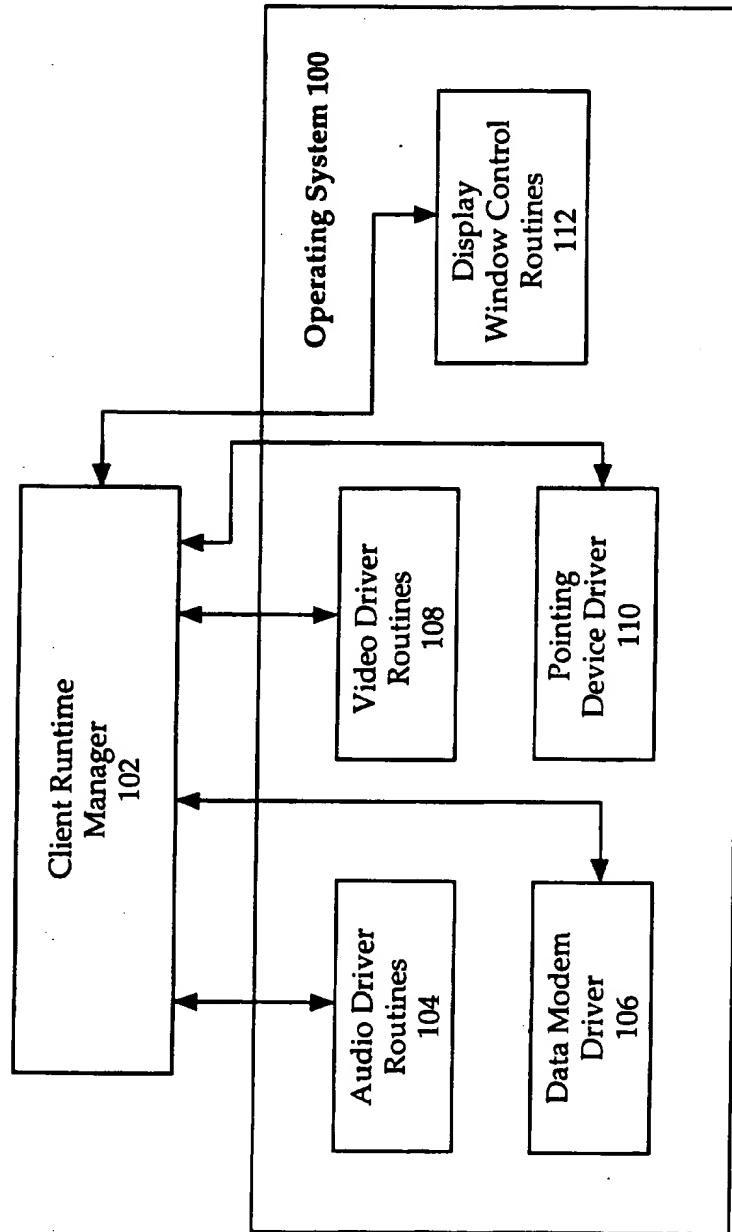 Client Runtime
Manager
102
Operating System 100
Audio Driver
Routines
104
Video Driver
Routines
108
Display
Window Control
Routines
112
Data Modem
Driver
106
Pointing
Device Driver
110